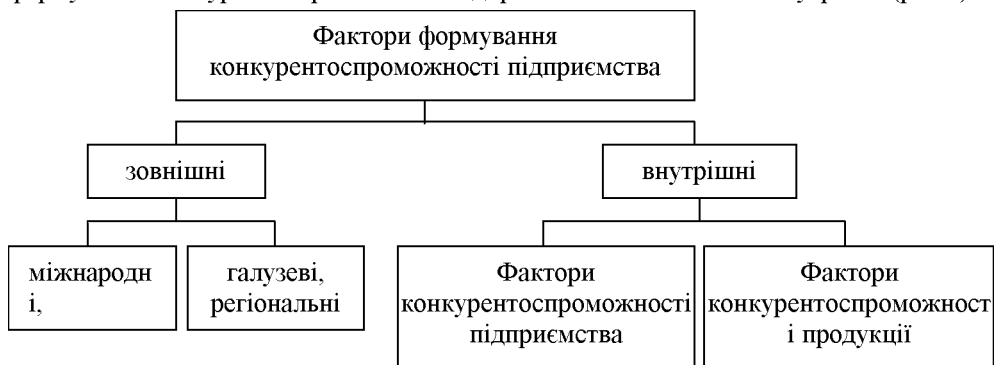 Фактори формування
конкурентоспроможності підприємства
зовнішні
внутрішні
міжнародн
і,
галузеві,
регіональні
Фактори
конкурентоспроможності
підприємства
Фактори
конкурентоспроможност
і продукції